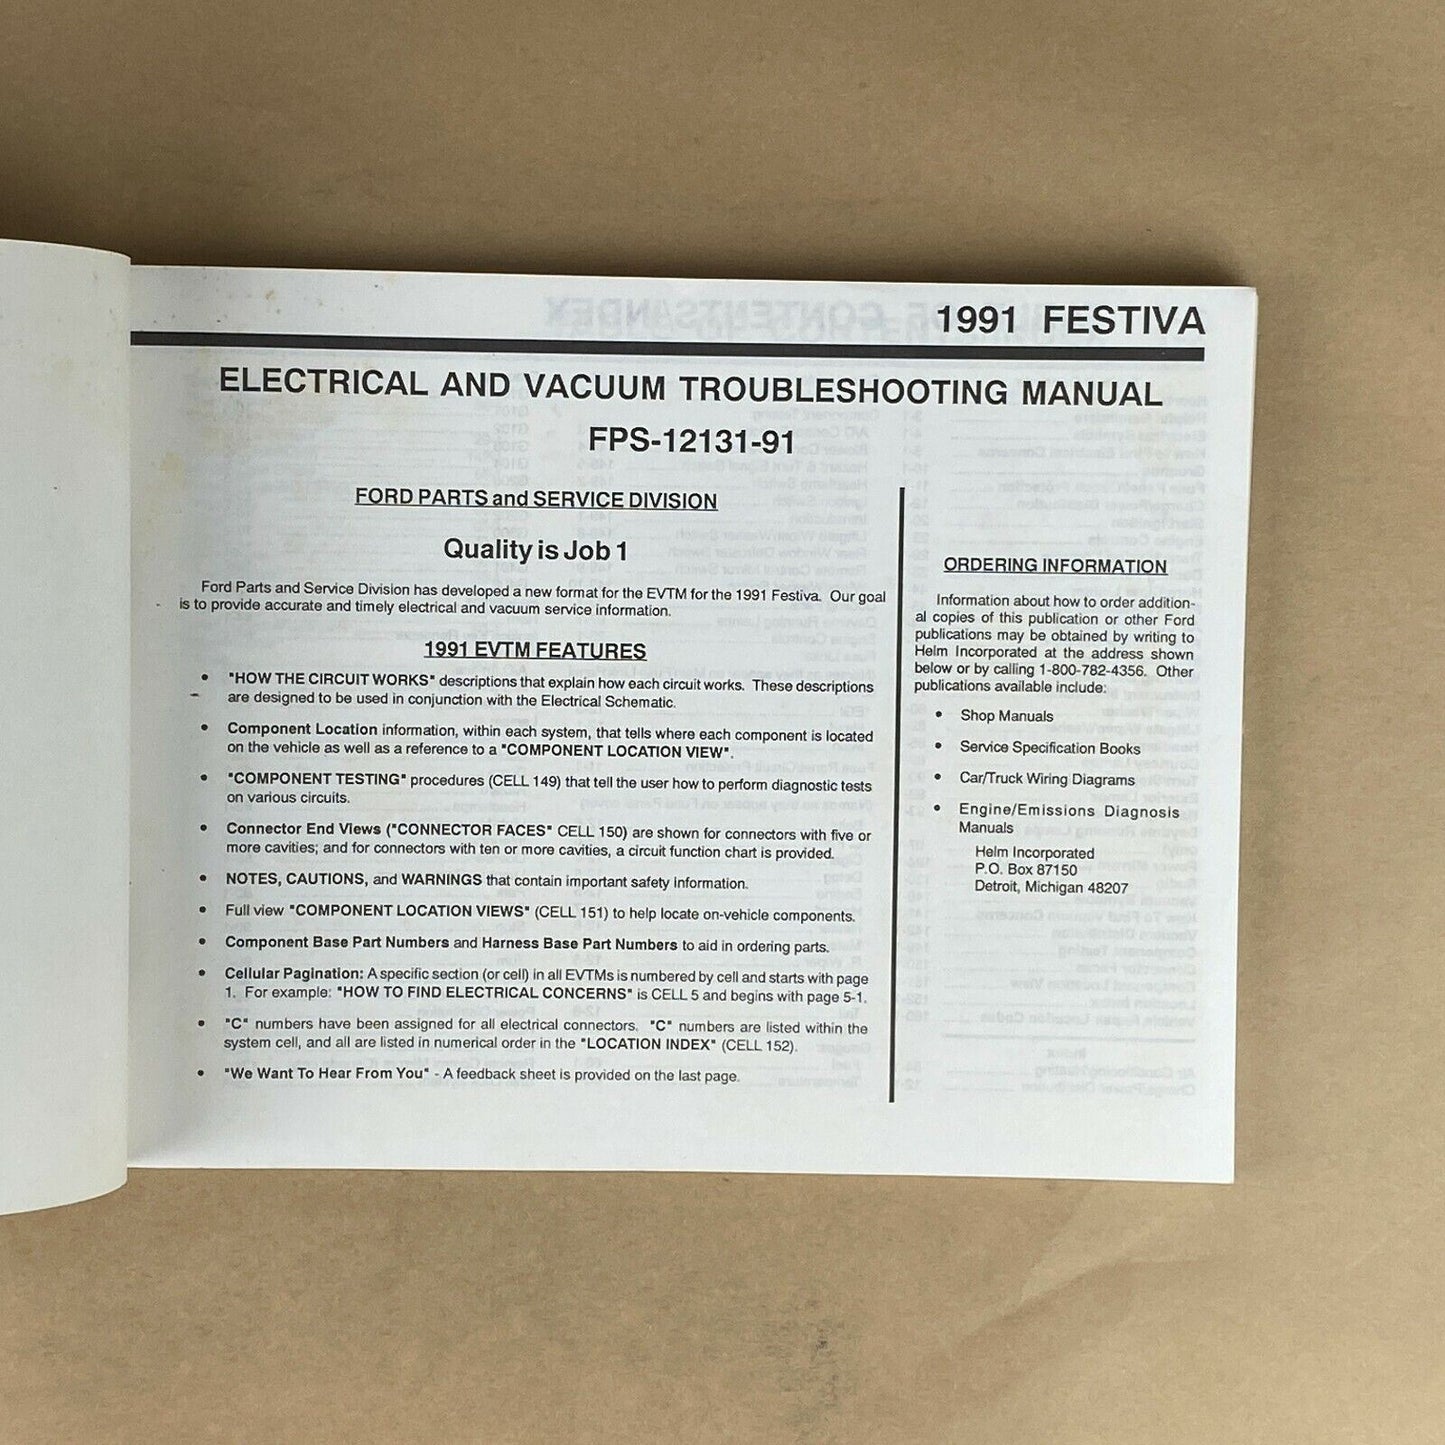 1991 FESTIVA
ELECTRICAL AND VACUUM TROUBLESHOOTING MANUAL
FPS-12131-91
FORD PARTS and SERVICE DIVISION
Quality is Job 1
Ford Parts and Service Division has developed a new format for the EVTM for the 1991 Festiva. Our goal
is to provide accurate and timely electrical and vacuum service information.
1991 EVTM FEATURES
• "HOW THE CIRCUIT WORKS" descriptions that explain how each circuit works. These descriptions
are designed to be used in conjunction with the Electrical Schematic.
• Component Location information, within each system, that tells where each component is located
on the vehicle as well as a reference to a "COMPONENT LOCATION VIEW".
• "COMPONENT TESTING" procedures (CELL 149) that tell the user how to perform diagnostic tests
on various circuits.
• Connector End Views ("CONNECTOR FACES" CELL 150) are shown for connectors with five or
more cavities; and for connectors with ten or more cavities, a circuit function chart is provided.
• NOTES, CAUTIONS, and WARNINGS that contain important safety information.
• Full view "COMPONENT LOCATION VIEWS" (CELL 151) to help locate on-vehicle components.
• Component Base Part Numbers and Harness Base Part Numbers to aid in ordering parts.
• Cellular Pagination: A specific section (or cell) in all EVTMs is numbered by cell and starts with page
1. For example: "HOW TO FIND ELECTRICAL CONCERNS" is CELL 5 and begins with page 5-1.
• "C" numbers have been assigned for all electrical connectors. "C" numbers are listed within the
system cell, and all are listed in numerical order in the "LOCATION INDEX" (CELL 152).
• "We Want To Hear From You" - A feedback sheet is provided on the last page.
ORDERING INFORMATION
Information about how to order addition-
al copies of this publication or other Ford
publications may be obtained by writing to
Helm Incorporated at the address shown
below or by calling 1-800-782-4356. Other
publications available include:
• Shop Manuals
• Service Specification Books
• Car/Truck Wiring Diagrams
• Engine/Emissions Diagnosis
Manuals
Helm Incorporated
P.O. Box 87150
Detroit, Michigan 48207